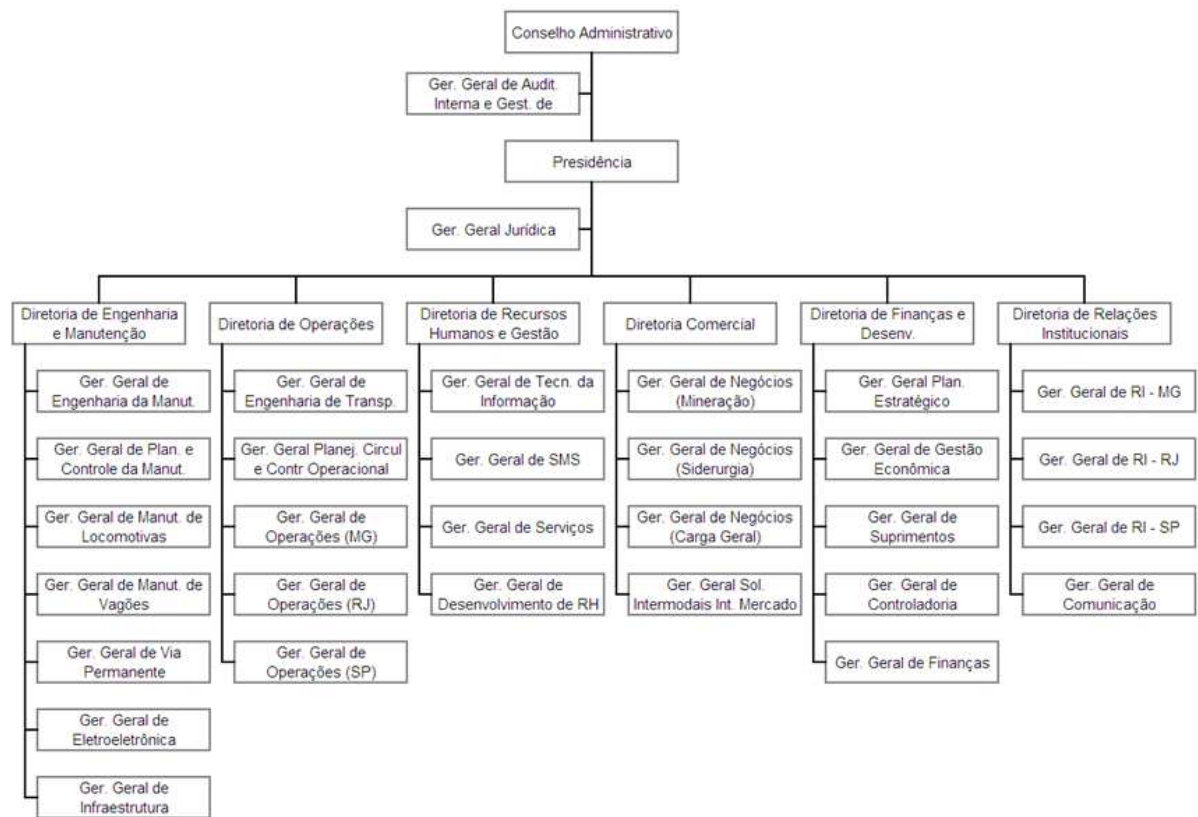 Conselho Administrativo
Ger. Geral de Audit.
Interna e Gest. de
Presidência
Ger. Geral Jurídica
Diretoria de Engenharia
e Manutenção
Diretoria de Operações
Diretoria de Recursos
Humanos e Gestão
Diretoria Comercial
Diretoria de Finanças e
Desenv.
Diretoria de Relações
Institucionais
Ger. Geral de
Engenharia da Manut.
Ger. Geral de
Engenharia de Transp.
Ger. Geral de Tecn. da
Informação
Ger. Geral de Negócios
(Mineração)
Ger. Geral Plan.
Estratégico
Ger. Geral de RI - MG
Ger. Geral de Plan. e
Controle da Manut.
Ger. Geral Planej. Circul
e Contr Operacional
Ger. Geral de SMS
Ger. Geral de Negócios
(Siderurgia)
Ger. Geral de Gestão
Econômica
Ger. Geral de RI - RJ
Ger. Geral de Manut. de
Locomotivas
Ger. Geral de
Operações (MG)
Ger. Geral de Serviços
Ger. Geral de Negócios
(Carga Geral)
Ger. Geral de
Suprimentos
Ger. Geral de RI - SP
Ger. Geral de Manut. de
Vagões
Ger. Geral de
Operações (RJ)
Ger. Geral de
Desenvolvimento de RH
Ger. Geral Sol.
Intermodais Int. Mercado
Ger. Geral de
Controladoria
Ger. Geral de
Comunicação
Ger. Geral de Via
Permanente
Ger. Geral de
Operações (SP)
Ger. Geral de Finanças
Ger. Geral de
Eletroeletrônica
Ger. Geral de
Infraestrutura